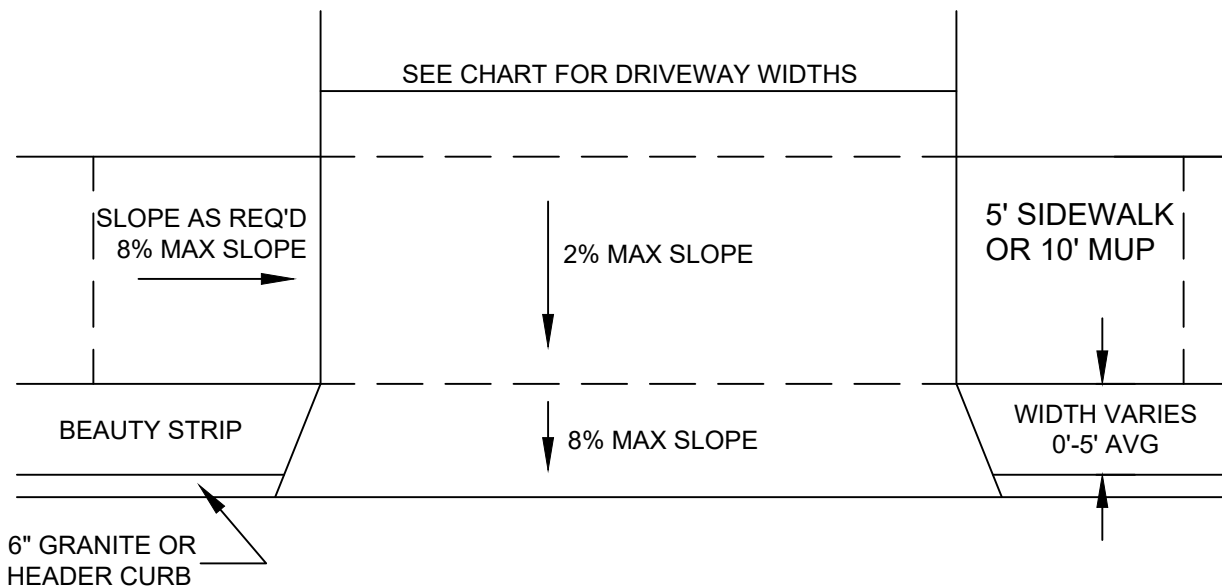 SEE CHART FOR DRIVEWAY WIDTHS
SLOPE AS REQ'D
8% MAX SLOPE
2% MAX SLOPE
5' SIDEWALK
OR 10' MUP
BEAUTY STRIP
8% MAX SLOPE
WIDTH VARIES
0'-5' AVG
6" GRANITE OR
HEADER CURB